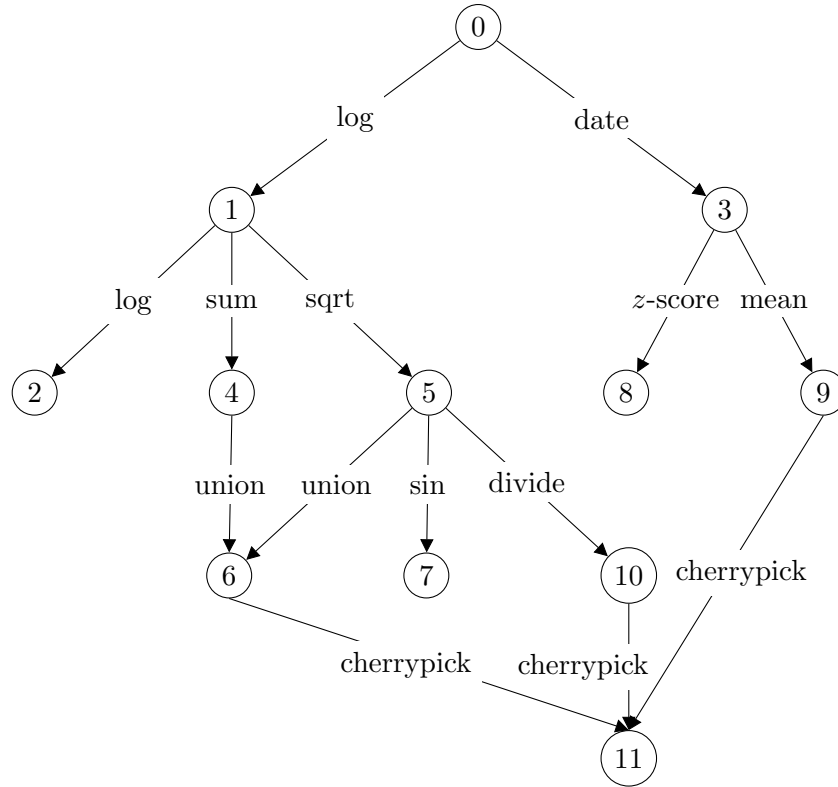 0
log
date
1
3
log
sum
sqrt
z-score
mean
2
4
5
8
9
union
union
sin
divide
6
7
10
cherrypick
cherrypick
cherrypick
11